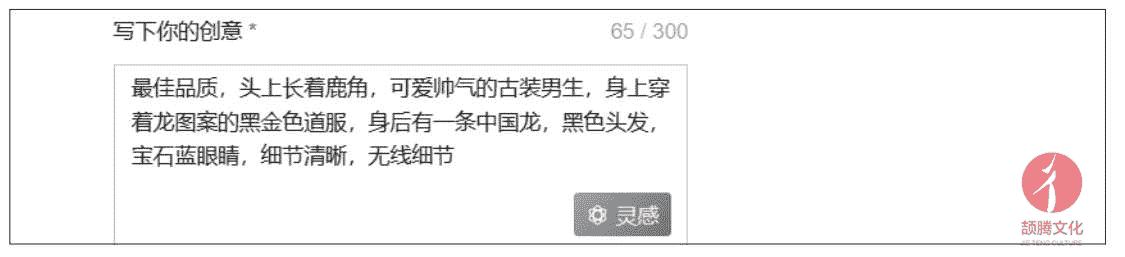 写下你的创意 *
65 / 300
最佳品质，头上长着鹿角，可爱帅气的古装男生，身上穿
着龙图案的黑金色道服，身后有一条中国龙，黑色头发，
宝石蓝眼睛，细节清晰，无线细节
灵感
颉腾文化
JIE TENG CULTURE